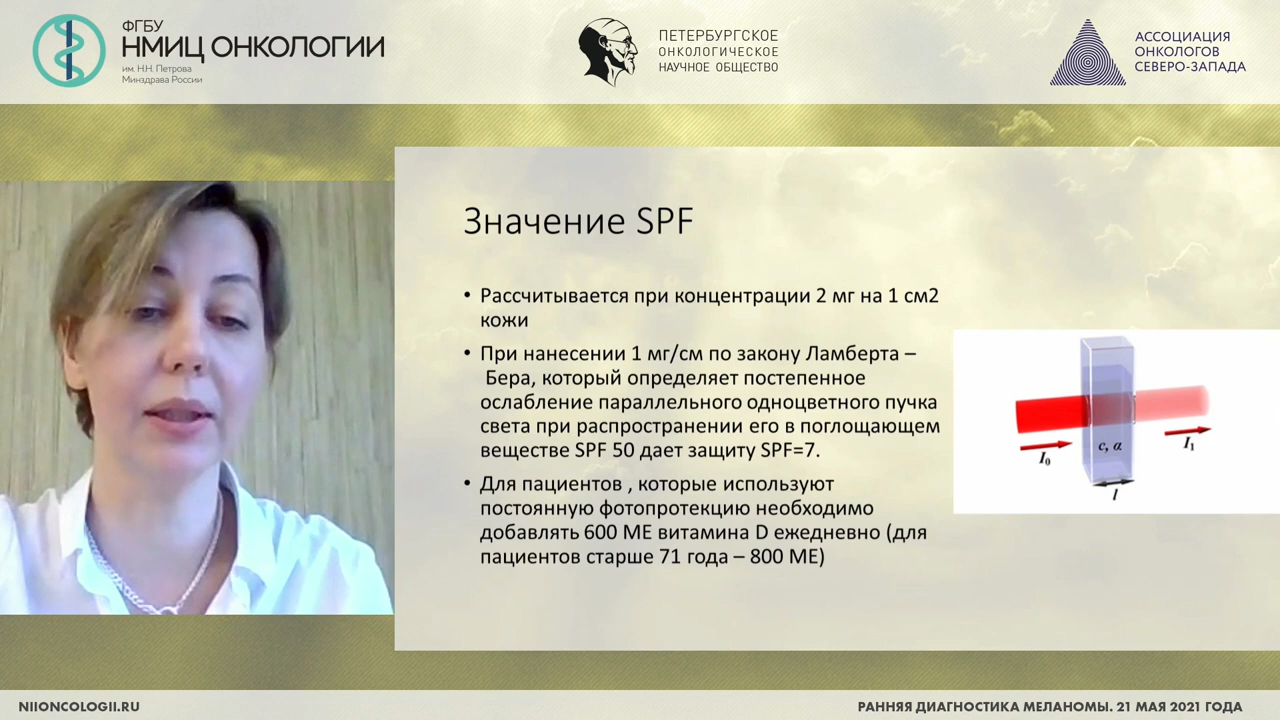 ФГБУ
НМИЦ ОНКОЛОГИИ
им. Н.Н. Петрова
Минздрава России
ПЕТЕРБУРГСКОЕ
ОНКОЛОГИЧЕСКОЕ
НАУЧНОЕ ОБЩЕСТВО
АССОЦИАЦИЯ
ОНКОЛОГОВ
СЕВЕРО-ЗАПАДА
Значение SPF
• Рассчитывается при концентрации 2 мг на 1 см2
кожи
• При нанесении 1 мг/см по закону Ламберта –
Бера, который определяет постепенное
ослабление параллельного одноцветного пучка
света при распространении его в поглощающем
веществе SPF 50 дает защиту SPF=7.
• Для пациентов , которые используют
постоянную фотопротекцию необходимо
добавлять 600 МЕ витамина D ежедневно (для
пациентов старше 71 года – 800 МЕ)
I0
c, α
I1
l
NIIONCOLOGII.RU
РАННЯЯ ДИАГНОСТИКА МЕЛАНОМЫ. 21 МАЯ 2021 ГОДА